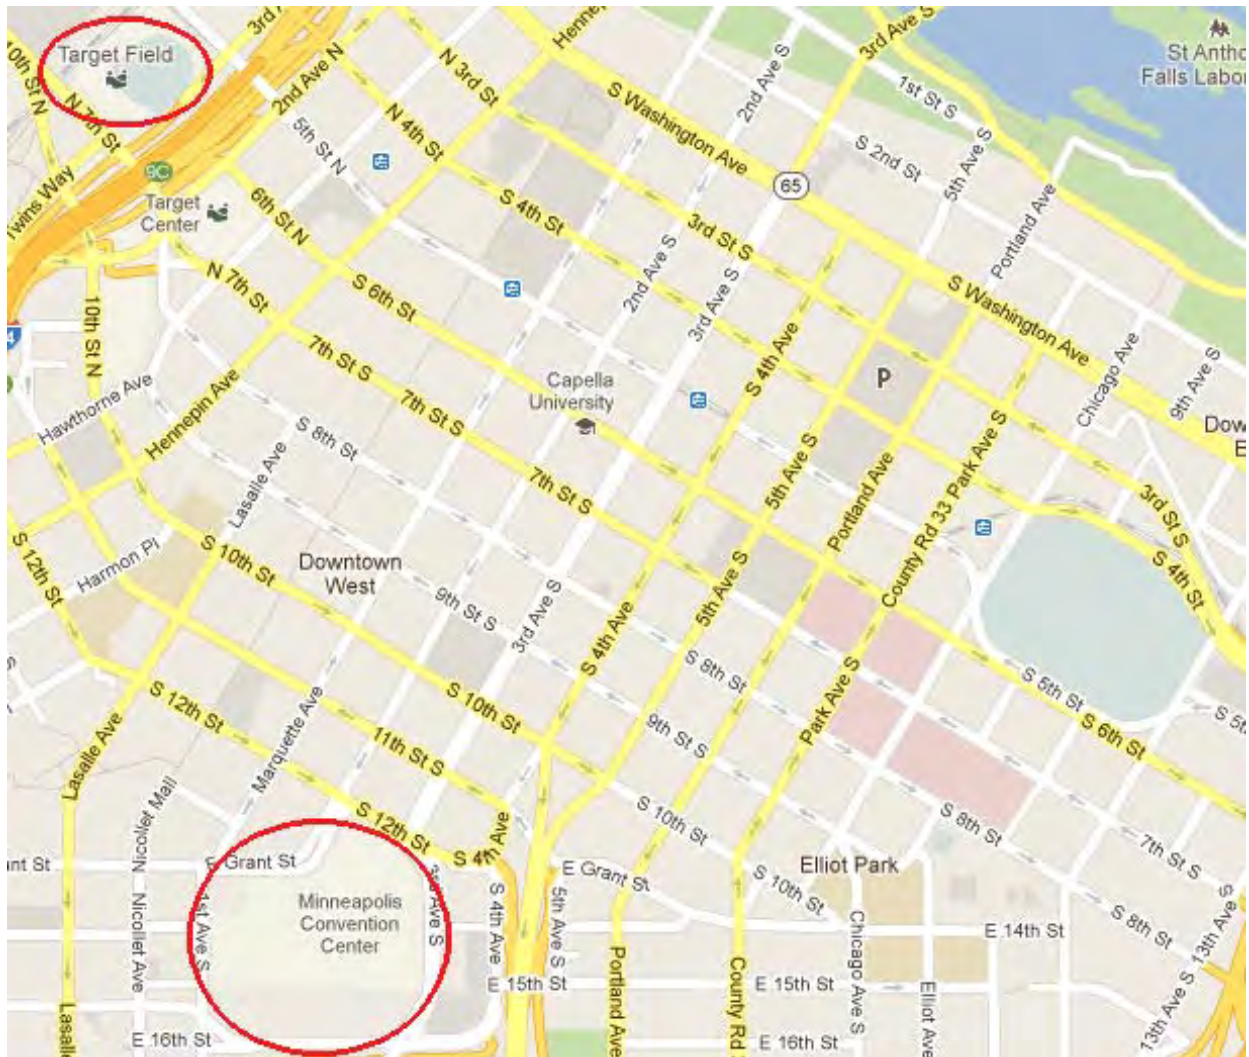 3rd Ave S
Target Field
10th St N
N 7th St
2nd Ave N
N 3rd St
Hennepin
S Washington Ave
2nd Ave S
1st St S
St Antho
Falls Labor
N 4th St
5th St N
S 2nd St
5th Ave S
65
9C
Twins Way
Target
Center
6th St N
S 4th St
3rd St S
Portland Ave
2nd Ave S
3rd Ave S
S Washington Ave
N 7th St
S 6th St
10th St N
7th St S
Capella
University
S 4th Ave
P
Chicago Ave
9th Ave S
Dow
E
Hawthorne Ave
Hennepin Ave
7th St S
Lasalle Ave
S 8th St
7th St S
5th Ave S
Portland Ave
County Rd 33 Park Ave S
3rd St S
S 4th St
S 12th St
Harmon Pl
S 10th St
Downtown
West
9th St S
3rd Ave S
S 4th Ave
5th Ave S
S 8th St
Park Ave S
S 5th St
S 6th St
S 5t
Lasalle Ave
S 12th St
Marquette Ave
11th St S
S 10th St
9th St S
S 10th St
S 8th St
7th St S
Nicollet Mall
S 12th St
S 4th Ave
nt St
E Grant St
E Grant St
Elliot Park
S 10th St
S 8th St
Nicollet Ave
1st Ave S
Minneapolis
Convention
Center
3rd Ave S
S 4th Ave
5th Ave S
Portland Ave
County Rd
Chicago Ave S
E 14th St
13th Ave S
E 15th St
E 15th St
Elliot Ave
13th Ave S
Lasalle
E 16th St
E 16th St